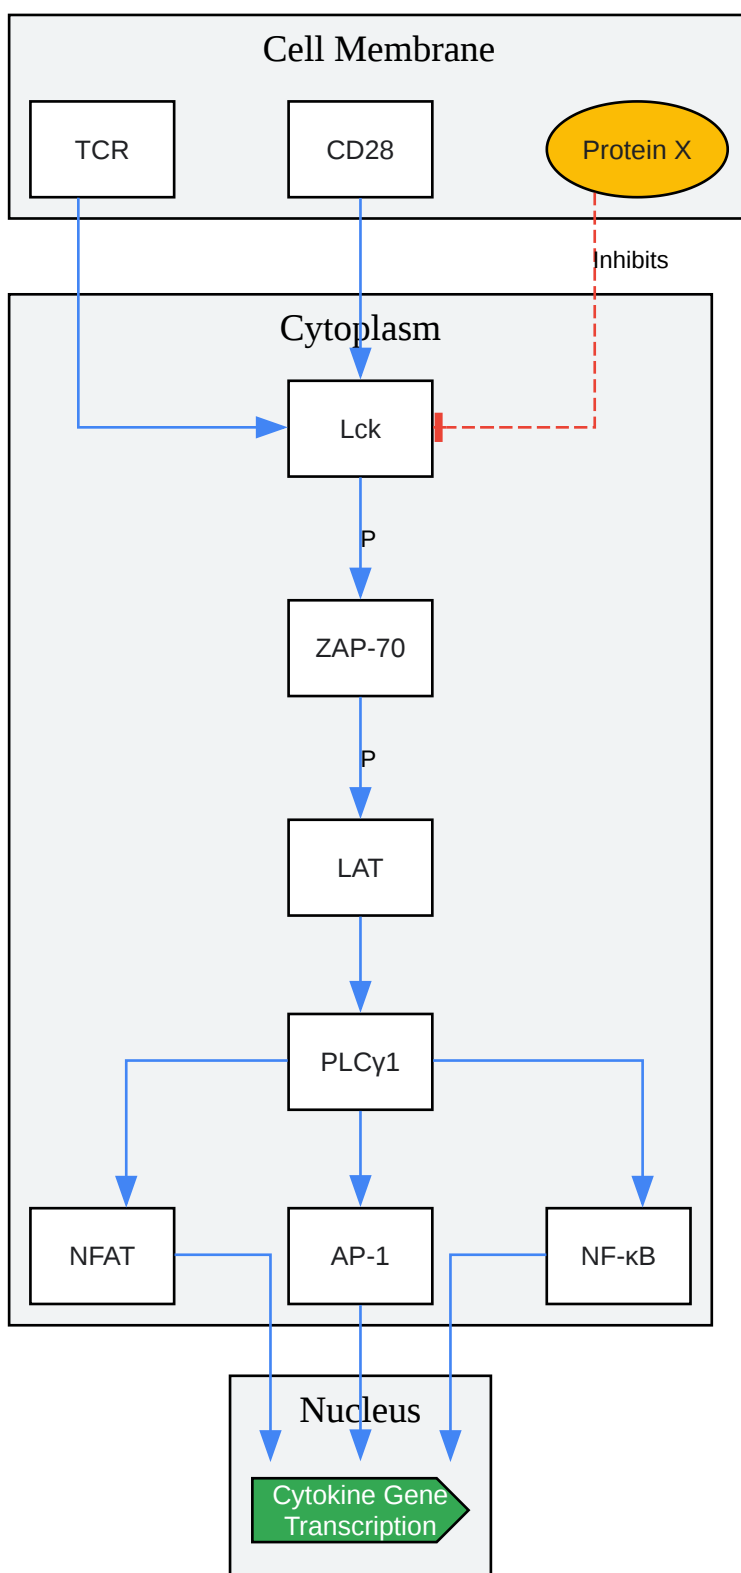 Cell Membrane
TCR
CD28
Protein X
Inhibits
Cytoplasm
Lck
P
ZAP-70
P
LAT
PLCγ1
NFAT
AP-1
NF-κB
Nucleus
Cytokine Gene
Transcription